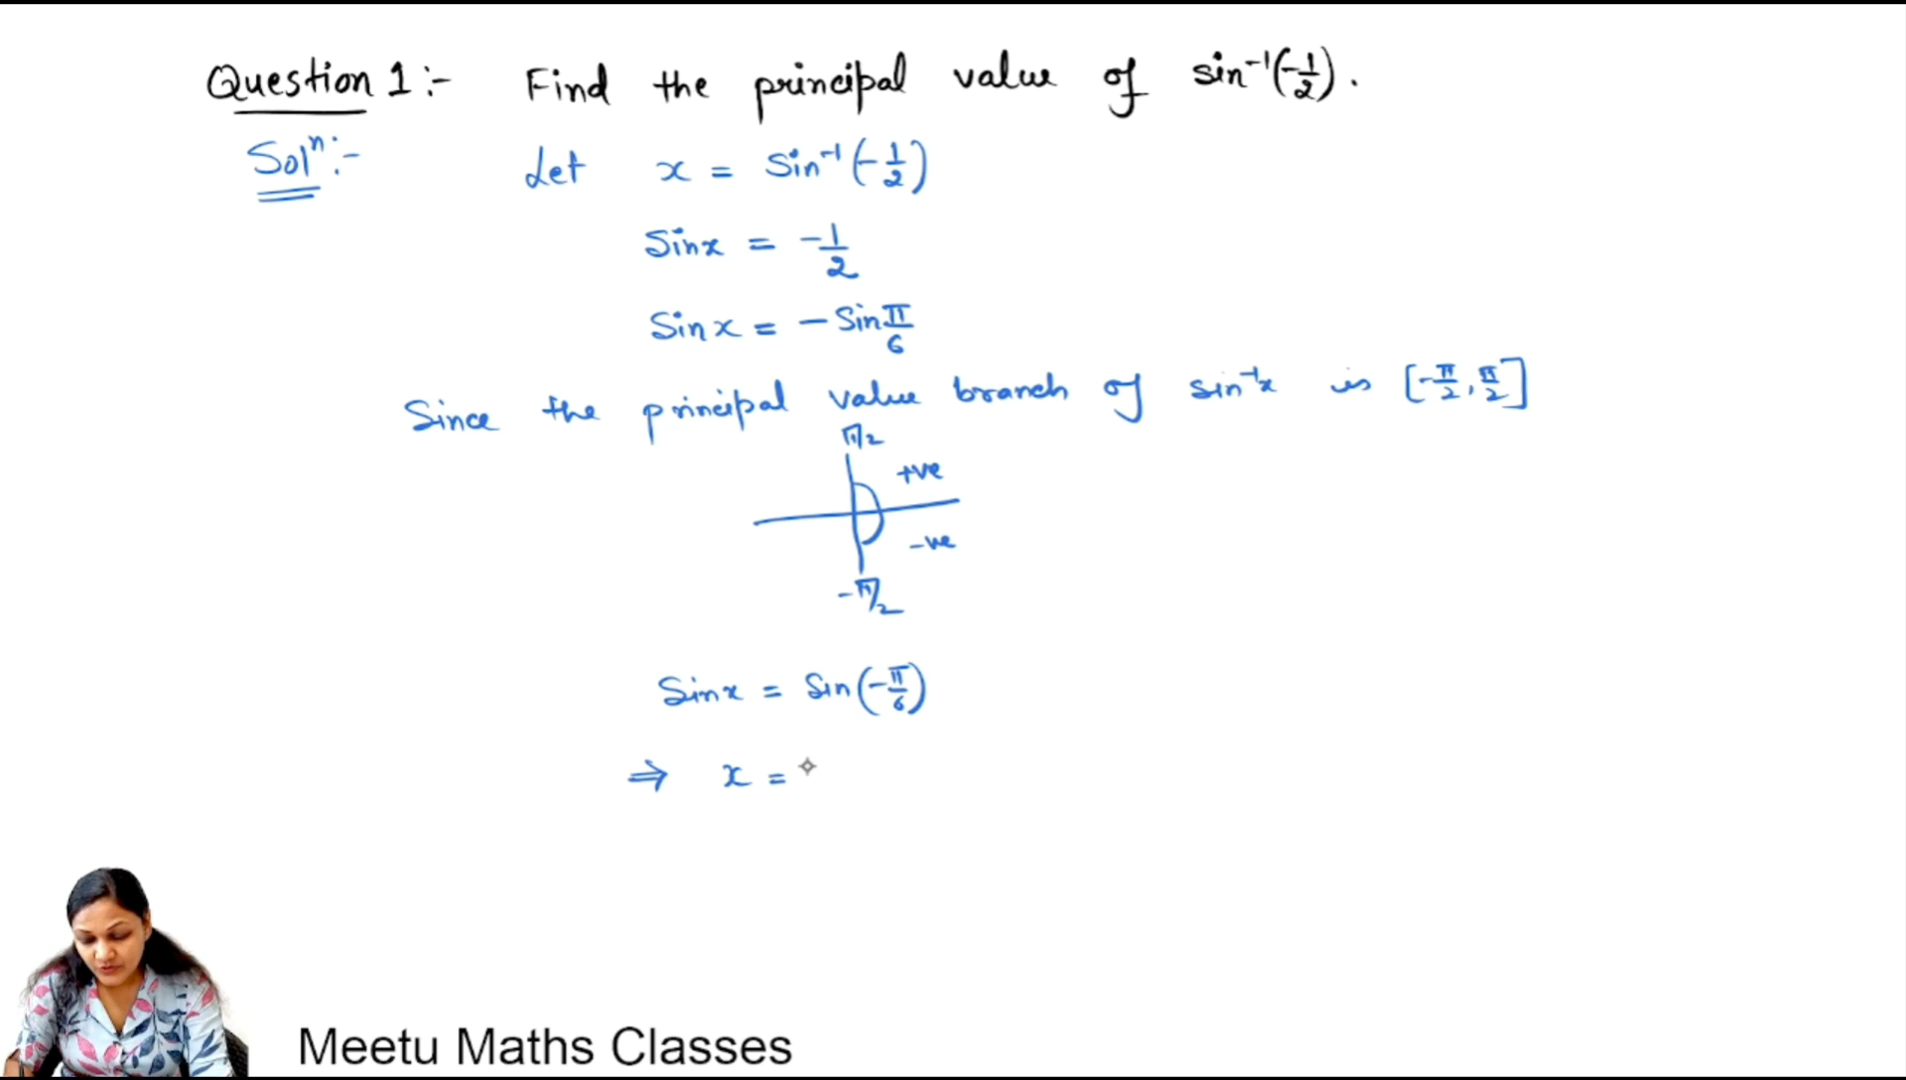 Question 1:- Find the principal value of sin⁻¹(-1/2).
Solⁿ:- Let x = Sin⁻¹(-1/2)
Sinx = -1/2
Sinx = - Sin π/6
Since the principal value branch of sin⁻¹x is [-π/2, π/2]
π/2
+ve
-ve
-π/2
Sinx = Sin(-π/6)
⇒ x =
Meetu Maths Classes